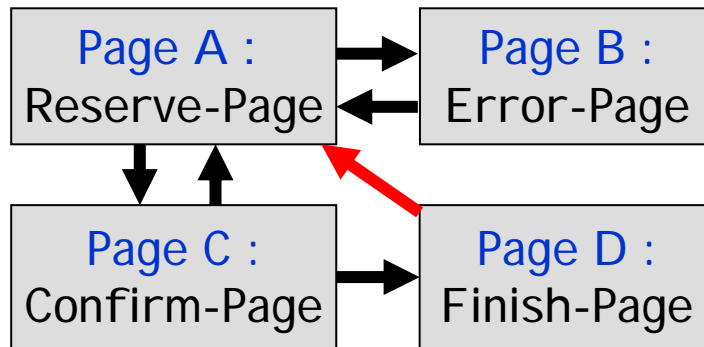 Page A :
Reserve-Page
Page B :
Error-Page
Page C :
Confirm-Page
Page D :
Finish-Page